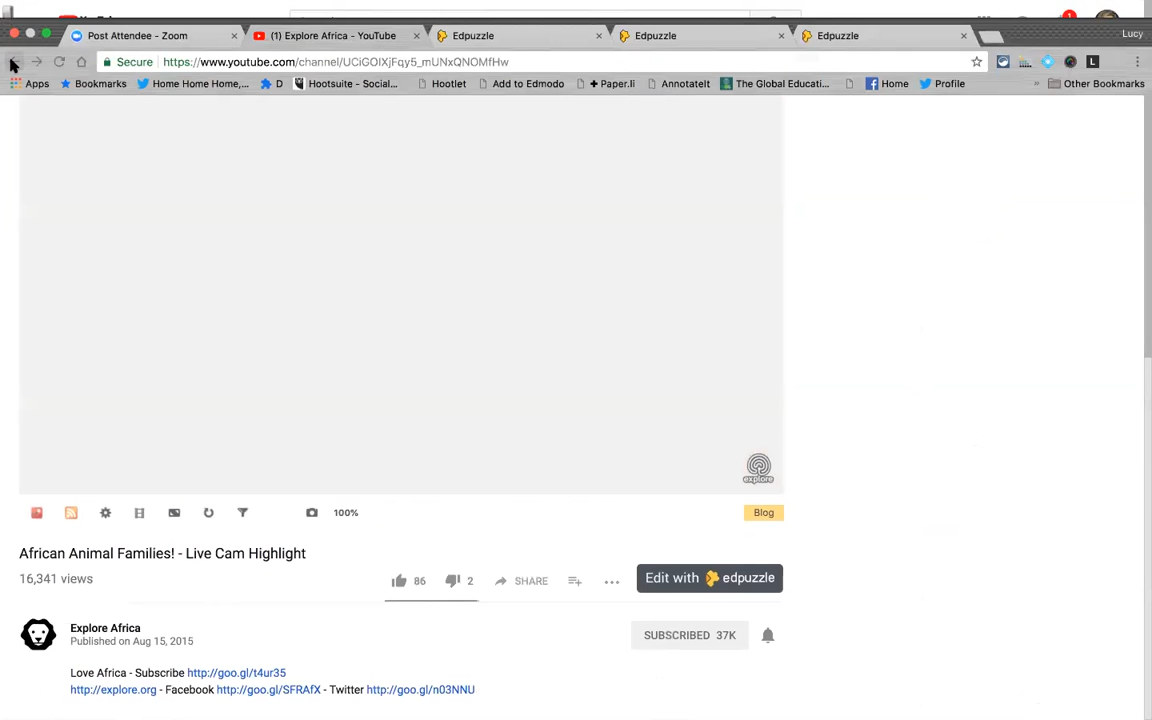 Post Attendee - Zoom (1) Explore Africa - YouTube Edpuzzle Edpuzzle Edpuzzle Lucy
Secure https://www.youtube.com/channel/UCiGOIXjFqy5_mUNxQNOMfHw
Apps Bookmarks Home Home Home,... D Hootsuite - Social... Hootlet Add to Edmodo + Paper.li AnnotateIt The Global Educati... Home Profile » Other Bookmarks
explore
100% Blog
African Animal Families! - Live Cam Highlight
16,341 views 86 2 SHARE Edit with edpuzzle
Explore Africa
Published on Aug 15, 2015 SUBSCRIBED 37K
Love Africa - Subscribe http://goo.gl/t4ur35
http://explore.org - Facebook http://goo.gl/SFRAfX - Twitter http://goo.gl/n03NNU